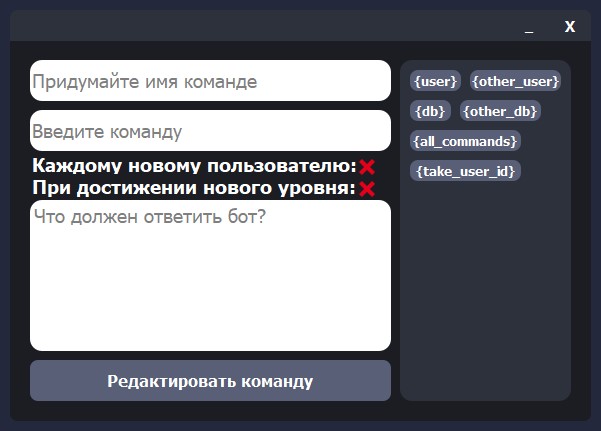 _ X
Придумайте имя команде
Введите команду
Каждому новому пользователю:
При достижении нового уровня:
Что должен ответить бот?
Редактировать команду
{user} {other_user}
{db} {other_db}
{all_commands}
{take_user_id}